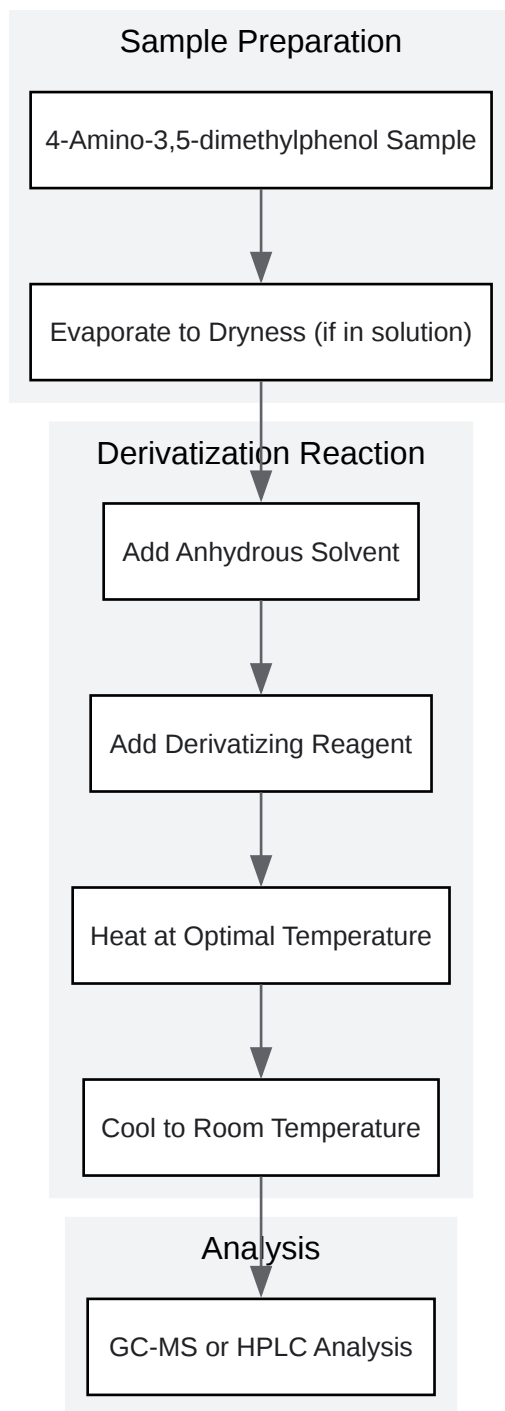 Sample Preparation
4-Amino-3,5-dimethylphenol Sample
Evaporate to Dryness (if in solution)
Derivatization Reaction
Add Anhydrous Solvent
Add Derivatizing Reagent
Heat at Optimal Temperature
Cool to Room Temperature
Analysis
GC-MS or HPLC Analysis